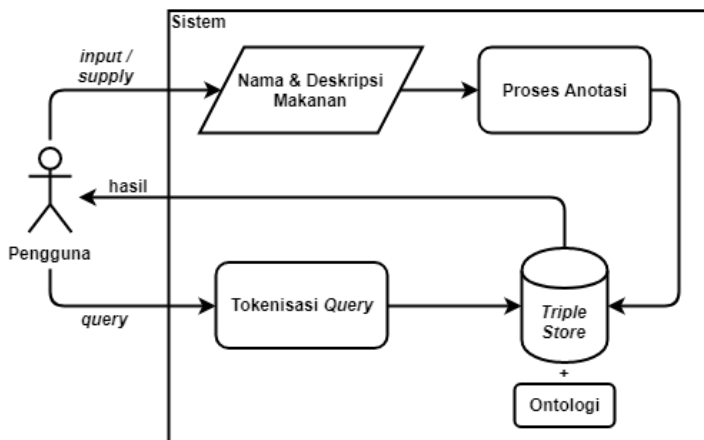 Sistem
input /
supply
Nama & Deskripsi
Makanan
Proses Anotasi
hasil
Pengguna
query
Tokenisasi Query
Triple
Store
+
Ontologi